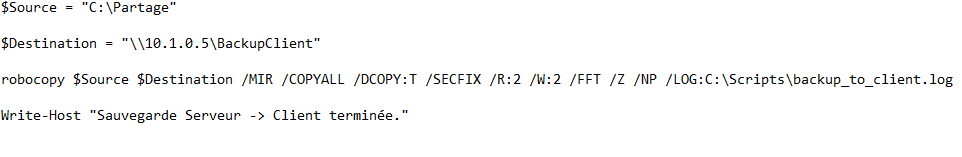 $Source = "C:\Partage"
$Destination = "\\10.1.0.5\BackupClient"
robocopy $Source $Destination /MIR /COPYALL /DCOPY:T /SECFIX /R:2 /W:2 /FFT /Z /NP /LOG:C:\Scripts\backup_to_client.log
Write-Host "Sauvegarde Serveur -> Client terminée."